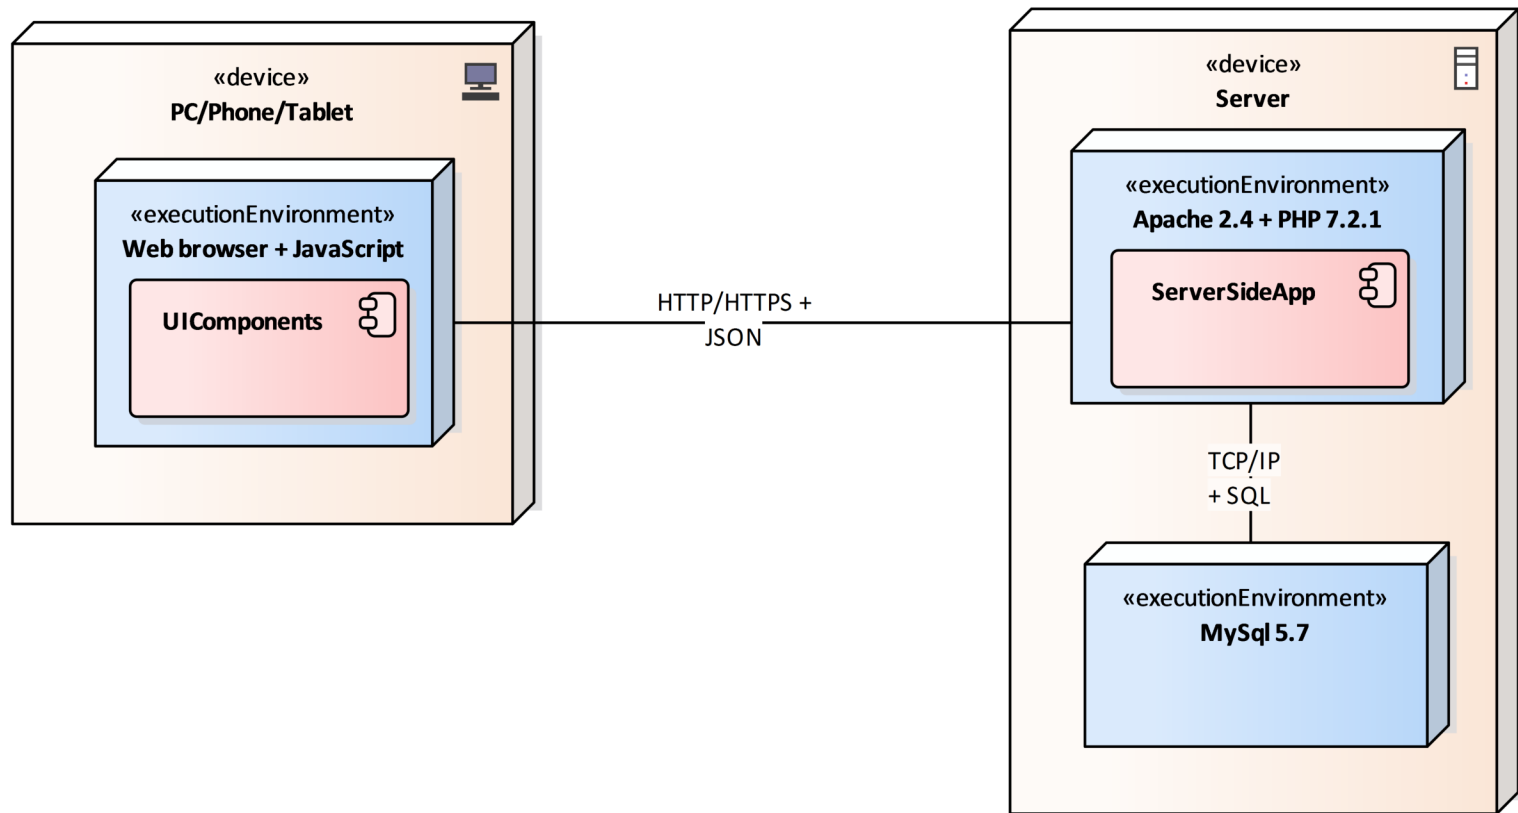 «device»
PC/Phone/Tablet
«executionEnvironment»
Web browser + JavaScript
UIComponents
HTTP/HTTPS +
JSON
«device»
Server
«executionEnvironment»
Apache 2.4 + PHP 7.2.1
ServerSideApp
TCP/IP
+ SQL
«executionEnvironment»
MySql 5.7